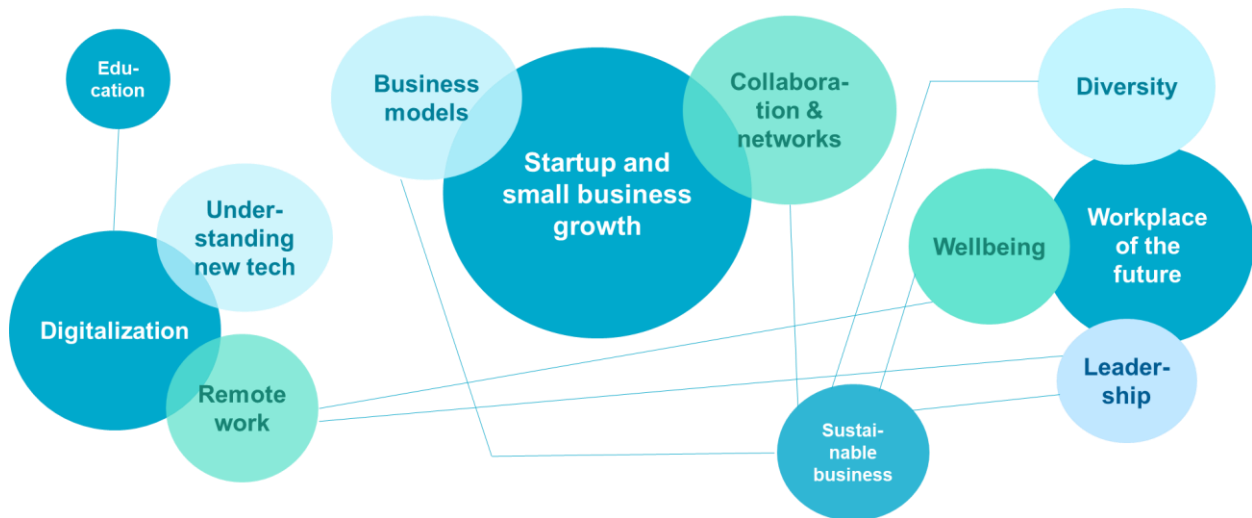 Edu-
cation
Business
models
Startup and
small business
growth
Collabora-
tion &
networks
Diversity
Under-
standing
new tech
Wellbeing
Workplace
of the
future
Digitalization
Remote
work
Leader-
ship
Sustai-
nable
business